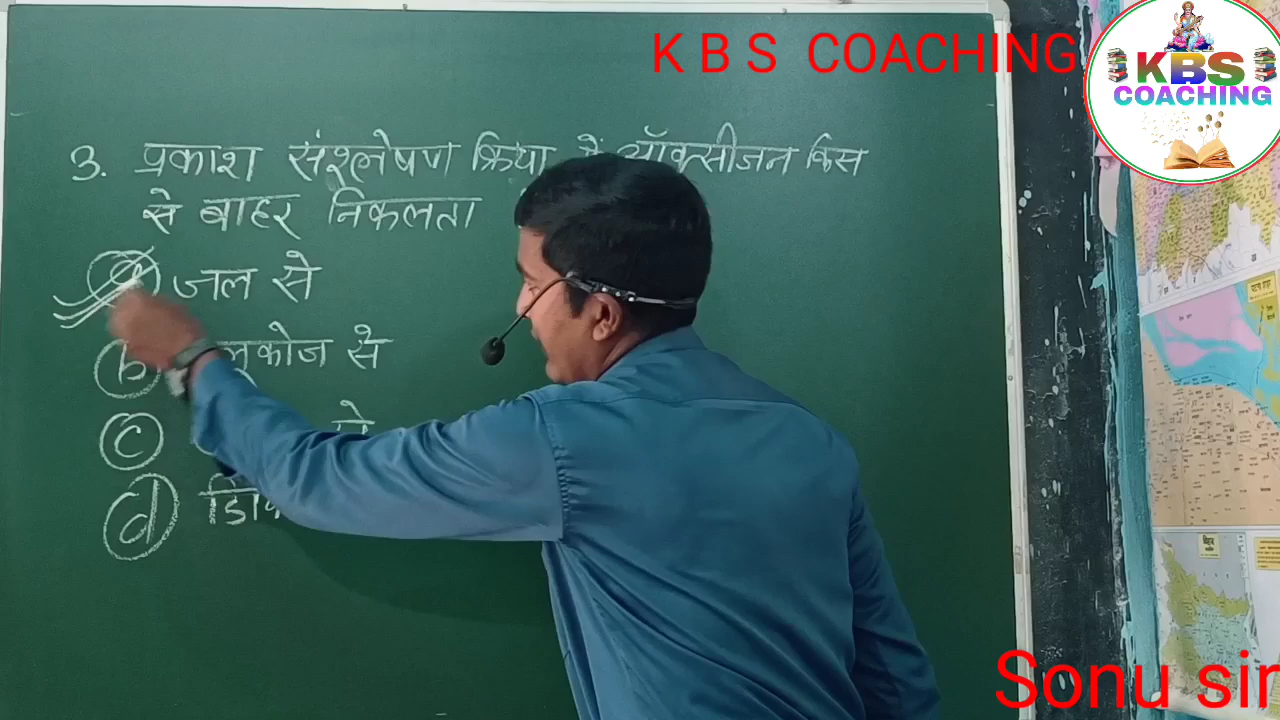 K B S COACHING
KBS
COACHING
3. प्रकाश संश्लेषण क्रिया में ऑक्सीजन किस
से बाहर निकलता
(a) जल से
(b) से
(c) से
(d)
Sonu sir